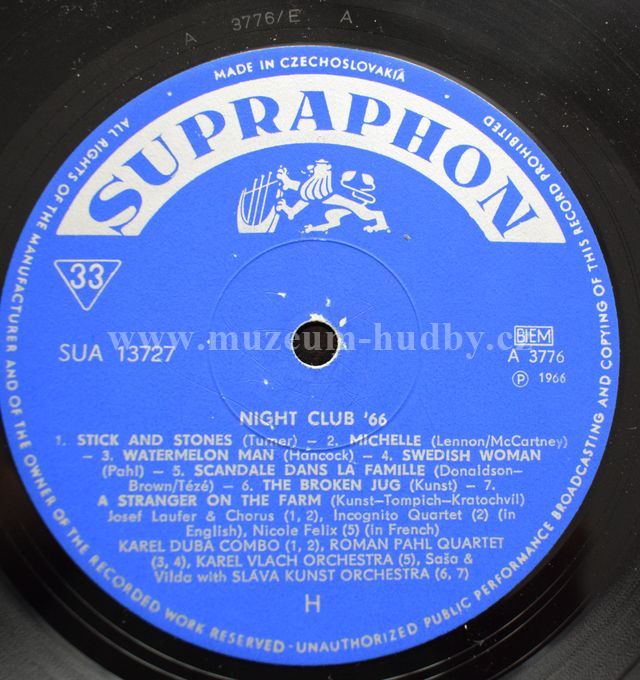 A 3776/E A
MADE IN CZECHOSLOVAKIA
SUPRAPHON
ALL RIGHTS OF THE MANUFACTURER AND OF THE OWNER OF THE RECORDED WORK RESERVED - UNAUTHORIZED PUBLIC PERFORMANCE BROADCASTING AND COPYING OF THIS RECORD PROHIBITED
33
www.muzeum-hudby.cz
SUA 13727
BIEM
A 3776
Ⓟ 1966
NIGHT CLUB '66
1. STICK AND STONES (Turner) – 2. MICHELLE (Lennon/McCartney)
– 3. WATERMELON MAN (Hancock) – 4. SWEDISH WOMAN
(Pahl) – 5. SCANDALE DANS LA FAMILLE (Donaldson-
Brown/Tézé) – 6. THE BROKEN JUG (Kunst) – 7.
A STRANGER ON THE FARM (Kunst-Tompich-Kratochvíl)
Josef Laufer & Chorus (1, 2), Incognito Quartet (2) (in
English), Nicole Felix (5) (in French)
KAREL DUBA COMBO (1, 2), ROMAN PAHL QUARTET
(3, 4), KAREL VLACH ORCHESTRA (5), Saša &
Vilda with SLÁVA KUNST ORCHESTRA (6, 7)
H